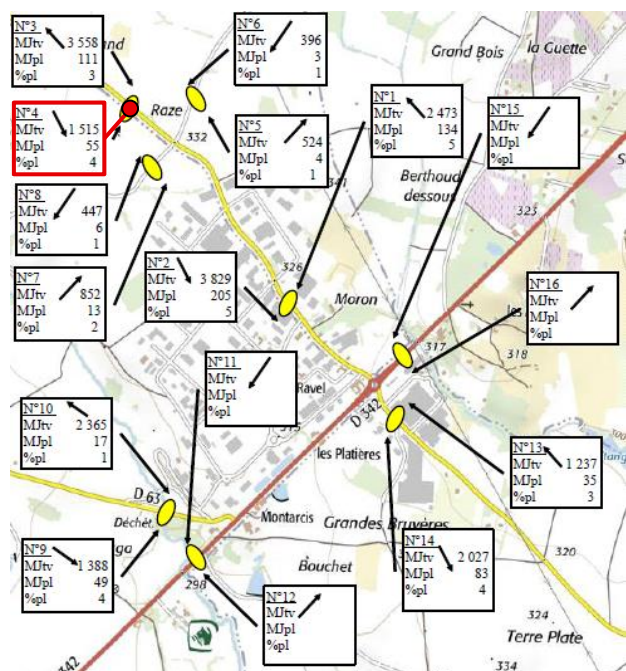 N°3
MJtv 3 558
MJpl 111
%pl 3
N°6
MJtv 396
MJpl 3
%pl 1
Grand Bois
la Guette
N°4
MJtv 1 515
MJpl 55
%pl 4
Raze
332
N°5
MJtv 524
MJpl 4
%pl 1
N°1
MJtv 2 473
MJpl 134
%pl 5
N°15
MJtv
MJpl
%pl
Berthoud
dessous
325
N°8
MJtv 447
MJpl 6
%pl 1
N°7
MJtv 852
MJpl 13
%pl 2
N°2
MJtv 3 829
MJpl 205
%pl 5
326
Moron
N°16
MJtv
MJpl
%pl
317
318
N°11
MJtv
MJpl
%pl
Ravel
D 342
N°10
MJtv 2 365
MJpl 17
%pl 1
les Platières
N°13
MJtv 1 237
MJpl 35
%pl 3
D 63
Déchét.
Montarcis
Grandes Bruyères
320
N°9
MJtv 1 388
MJpl 49
%pl 4
Bouchet
N°14
MJtv 2 027
MJpl 83
%pl 4
298
N°12
MJtv
MJpl
%pl
324
Terre Plate
342
334